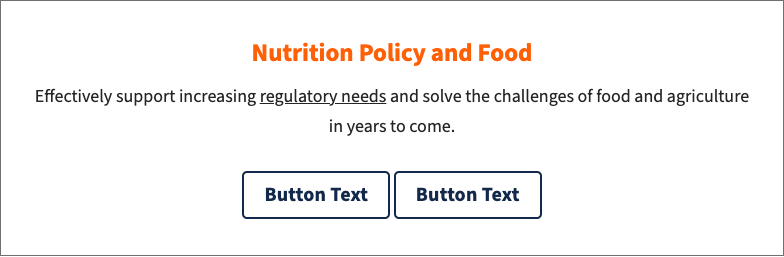 Nutrition Policy and Food
Effectively support increasing regulatory needs and solve the challenges of food and agriculture
in years to come.
Button Text Button Text